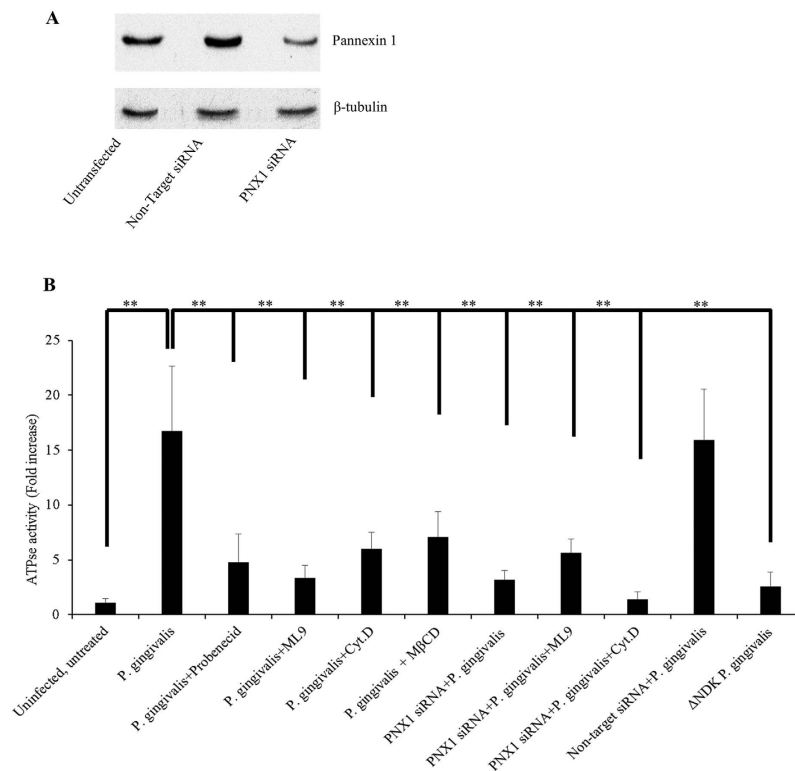 A
Pannexin 1
β-tubulin
Untransfected
Non-Target siRNA
PNX1 siRNA
B
** ** ** ** ** ** ** ** **
ATPse activity (Fold increase)
25
20
15
10
5
0
Uninfected, untreated
P. gingivalis
P. gingivalis+Probenecid
P. gingivalis+ML9
P. gingivalis+Cyt.D
P. gingivalis + MβCD
PNX1 siRNA+P. gingivalis
PNX1 siRNA+P. gingivalis+ML9
PNX1 siRNA+P. gingivalis+Cyt.D
Non-target siRNA+P. gingivalis
ΔNDK P. gingivalis